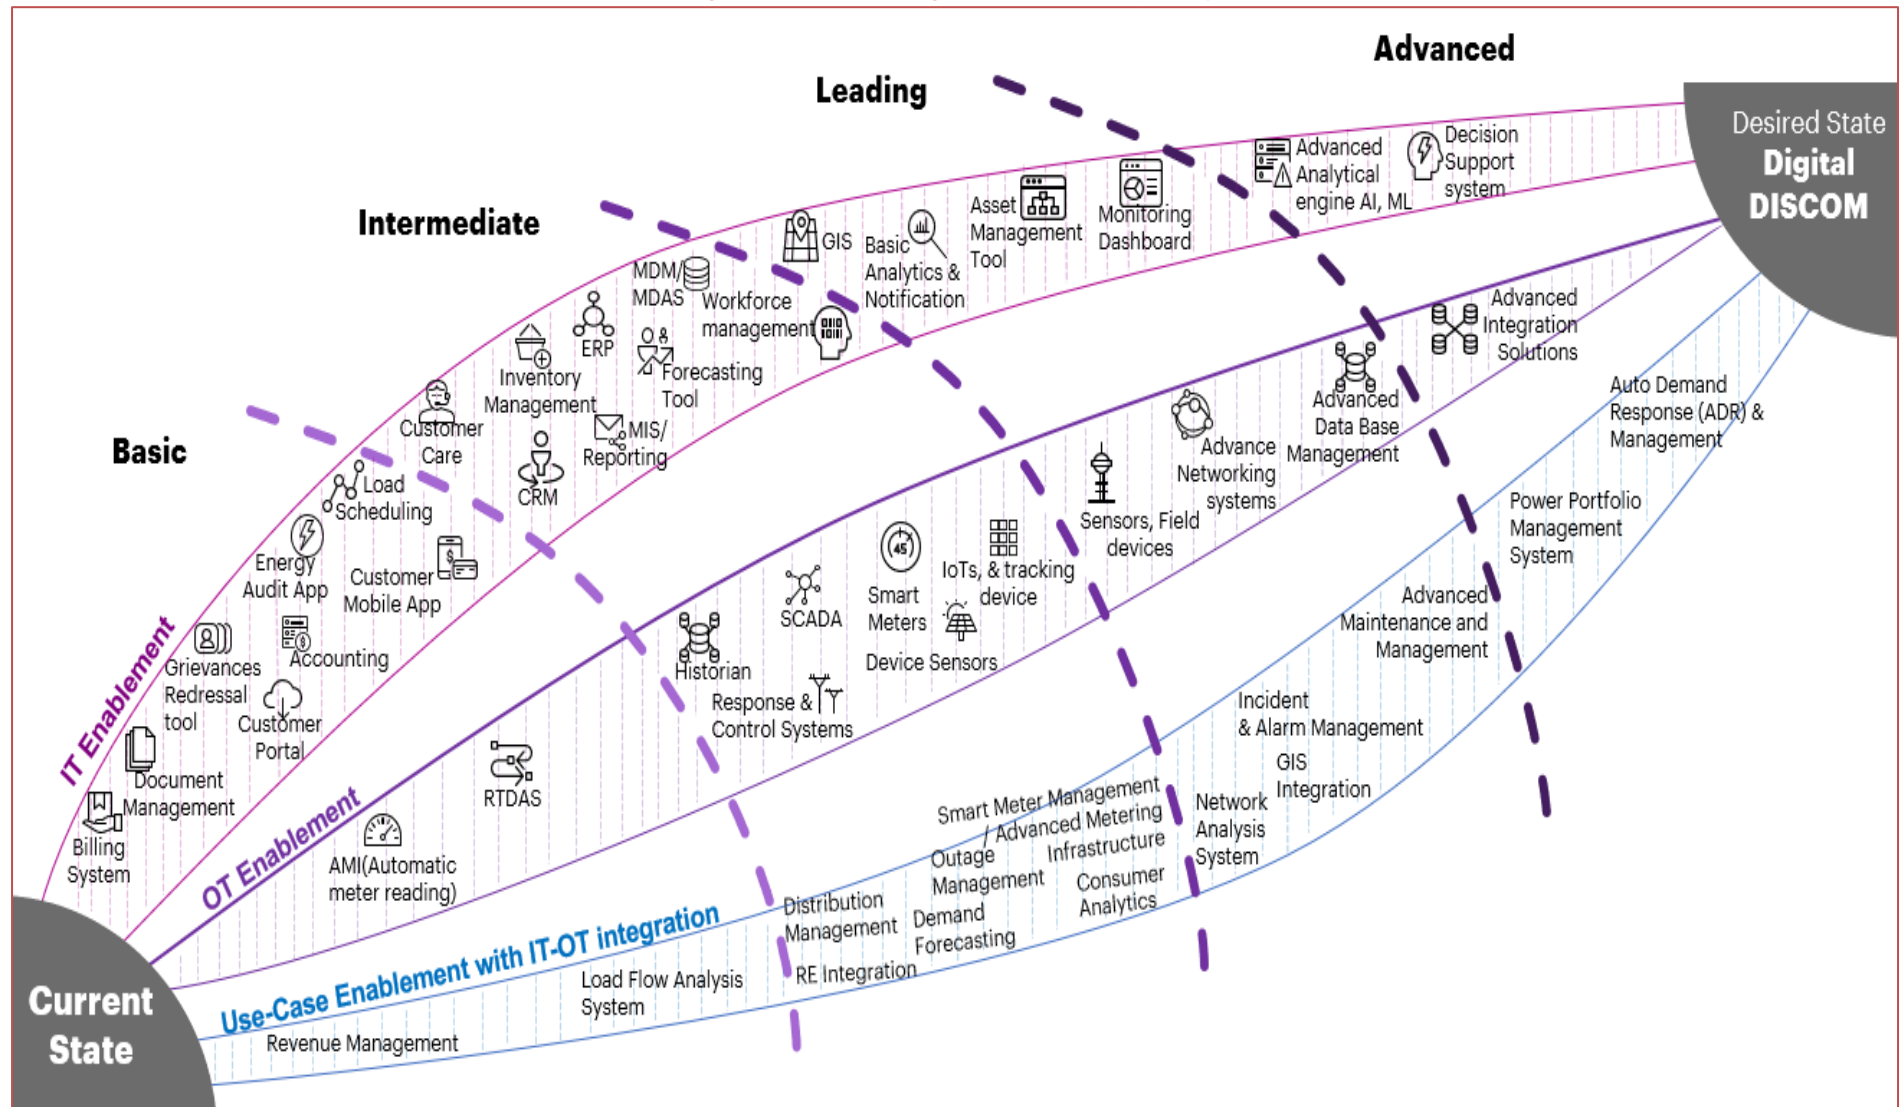 Advanced
Leading
Intermediate
Basic
Desired State
Digital
DISCOM
Current
State
IT Enablement
Billing
System
Document
Management
Grievances
Redressal
tool
Customer
Portal
Accounting
Energy
Audit App
Customer
Mobile App
Load
Scheduling
Customer
Care
CRM
Inventory
Management
ERP
MIS/
Reporting
Forecasting
Tool
MDM/
MDAS
Workforce
management
GIS
Basic
Analytics &
Notification
Asset
Management
Tool
Monitoring
Dashboard
Advanced
Analytical
engine AI, ML
Decision
Support
system
OT Enablement
AMI(Automatic
meter reading)
RTDAS
Historian
Response &
Control Systems
SCADA
45
Smart
Meters
Device Sensors
IoTs, & tracking
device
Sensors, Field
devices
Advance
Networking
systems
Advanced
Data Base
Management
Advanced
Integration
Solutions
Use-Case Enablement with IT-OT integration
Revenue Management
Load Flow Analysis
System
Distribution
Management
RE Integration
Demand
Forecasting
Outage
Management
Smart Meter Management
/ Advanced Metering
Infrastructure
Consumer
Analytics
Network
Analysis
System
GIS
Integration
Incident
& Alarm Management
Advanced
Maintenance and
Management
Power Portfolio
Management
System
Auto Demand
Response (ADR) &
Management